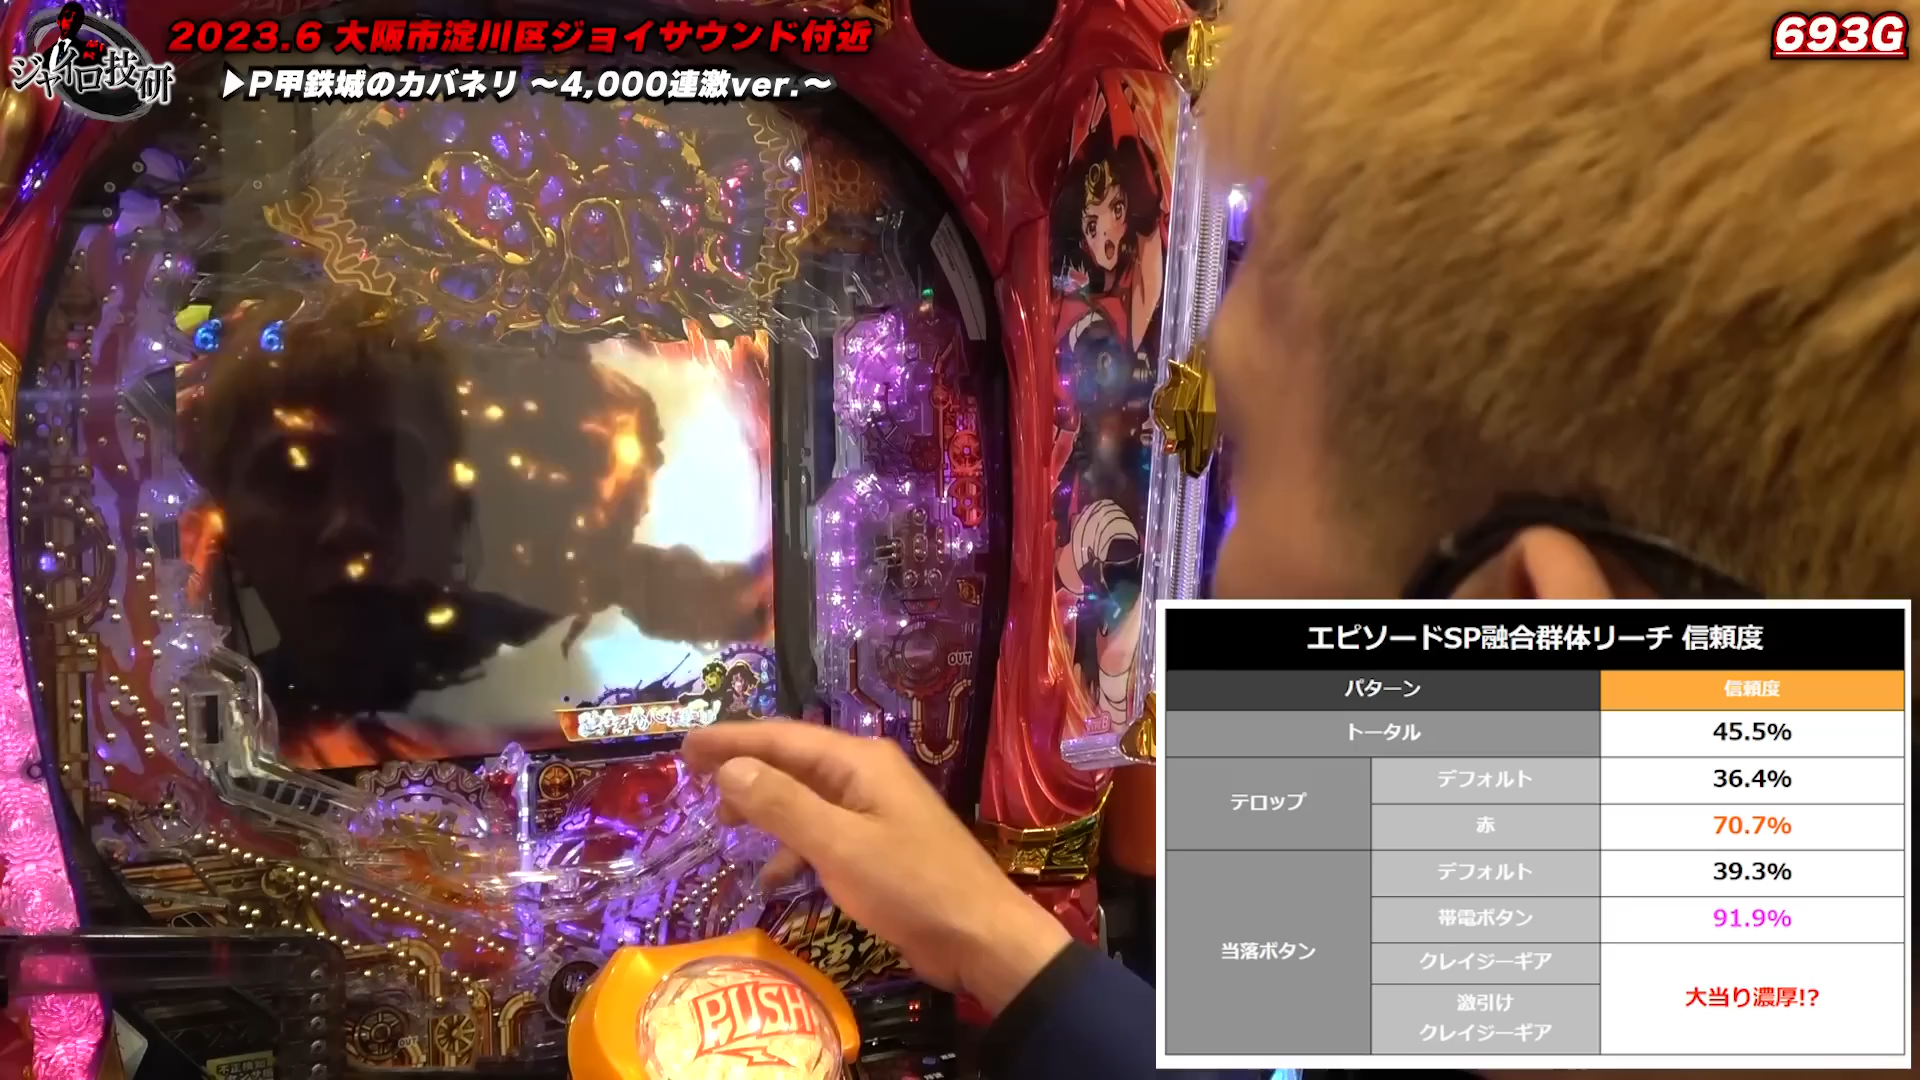 ジャイロ技研
2023.6 大阪市淀川区ジョイサウンド付近
▶P甲鉄城のカバネリ ～4,000連激ver.～
693G
6 6
OUT
PUSH
OUT
エピソードSP融合群体リーチ 信頼度
パターン 信頼度
トータル 45.5%
テロップ デフォルト 36.4%
赤 70.7%
当落ボタン デフォルト 39.3%
帯電ボタン 91.9%
クレイジーギア
激引け
クレイジーギア
大当り濃厚!?